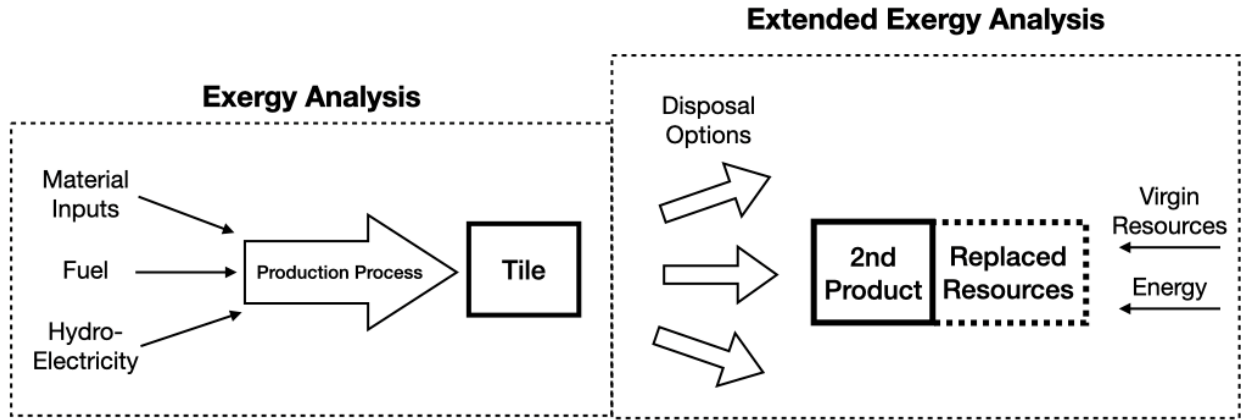 Extended Exergy Analysis
Exergy Analysis
Material
Inputs
Fuel
Hydro-
Electricity
Production Process
Tile
Disposal
Options
2nd
Product
Replaced
Resources
Virgin
Resources
Energy